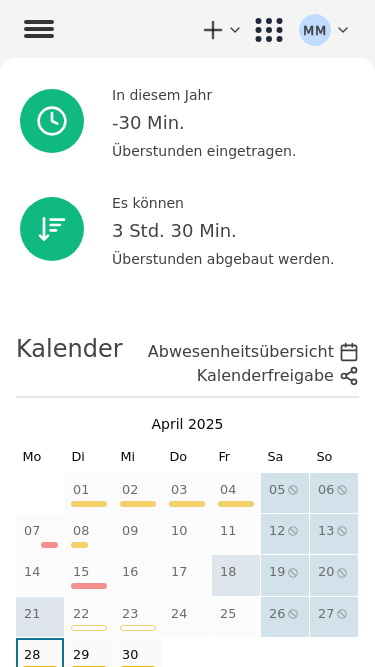 MM
In diesem Jahr
-30 Min.
Überstunden eingetragen.
Es können
3 Std. 30 Min.
Überstunden abgebaut werden.
Kalender
Abwesenheitsübersicht
Kalenderfreigabe
April 2025
Mo Di Mi Do Fr Sa So
01 02 03 04 05 06
07 08 09 10 11 12 13
14 15 16 17 18 19 20
21 22 23 24 25 26 27
28 29 30